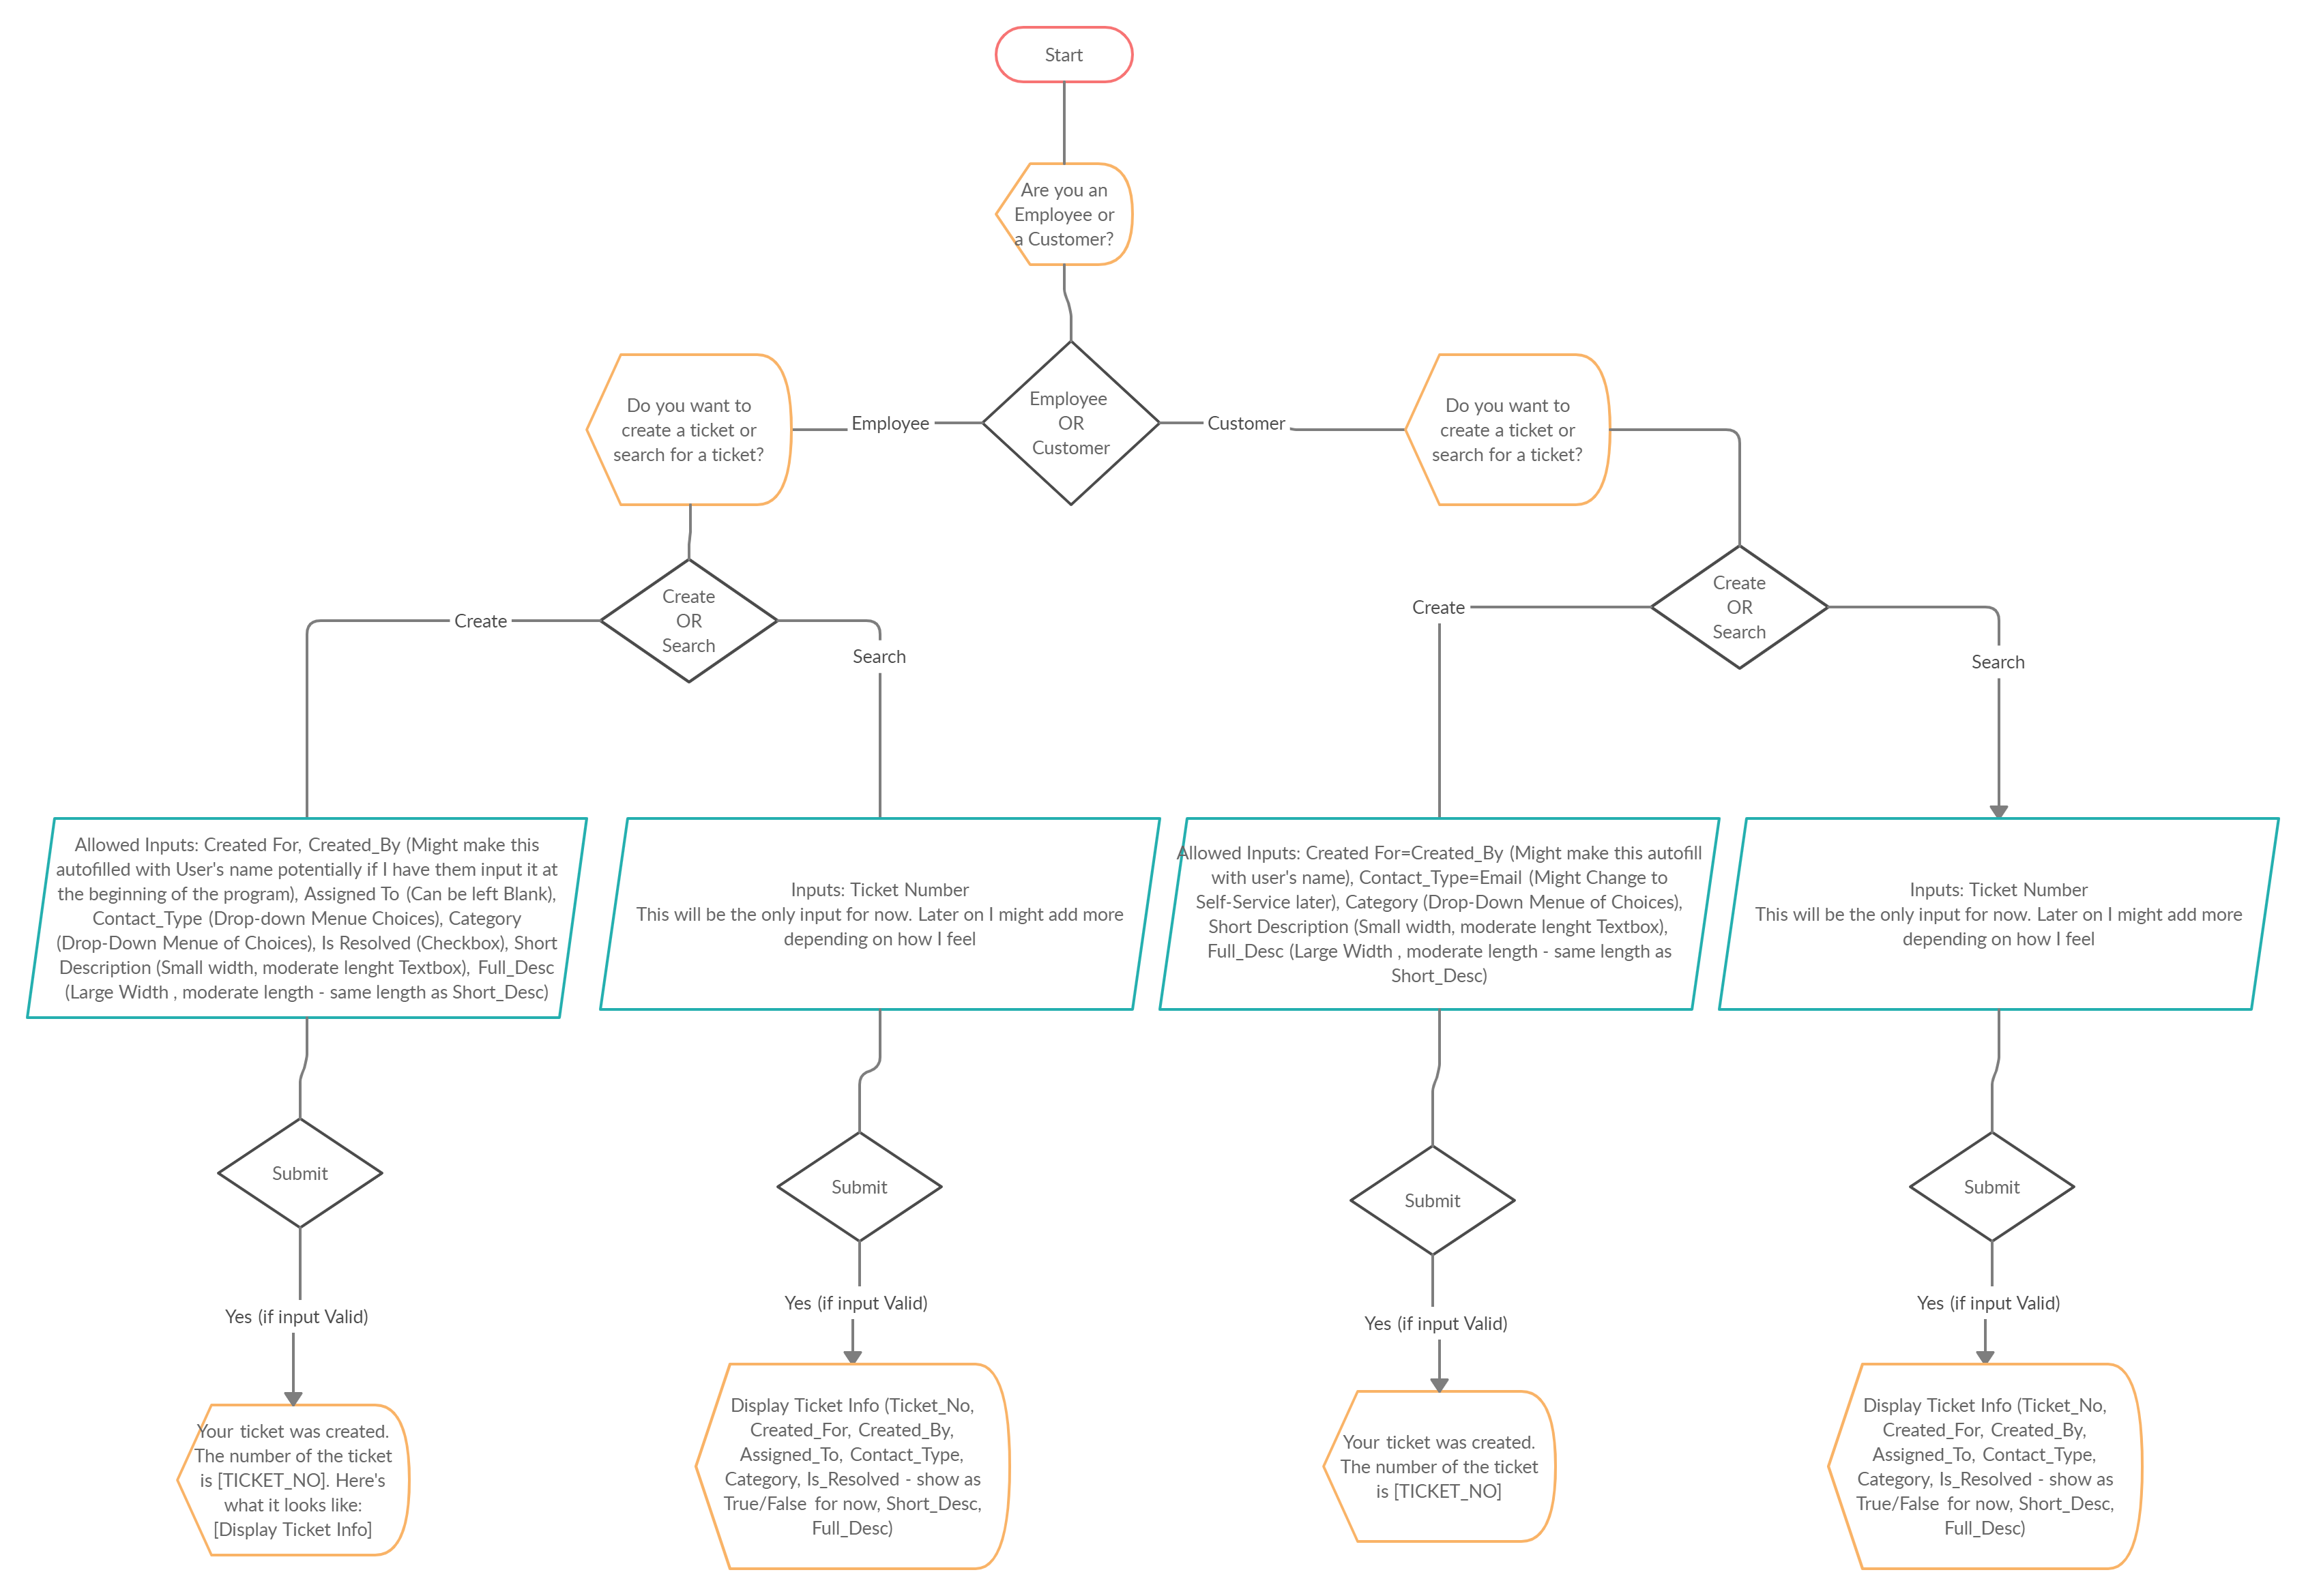 Start
Are you an
Employee or
a Customer?
Do you want to
create a ticket or
search for a ticket?
Employee
Employee
OR
Customer
Customer
Do you want to
create a ticket or
search for a ticket?
Create
Create
OR
Search
Search
Create
Create
OR
Search
Search
Allowed Inputs: Created For, Created_By (Might make this
autofilled with User's name potentially if I have them input it at
the beginning of the program), Assigned To (Can be left Blank),
Contact_Type (Drop-down Menue Choices), Category
(Drop-Down Menue of Choices), Is Resolved (Checkbox), Short
Description (Small width, moderate lenght Textbox), Full_Desc
(Large Width , moderate length - same length as Short_Desc)
Inputs: Ticket Number
This will be the only input for now. Later on I might add more
depending on how I feel
Allowed Inputs: Created For=Created_By (Might make this autofill
with user's name), Contact_Type=Email (Might Change to
Self-Service later), Category (Drop-Down Menue of Choices),
Short Description (Small width, moderate lenght Textbox),
Full_Desc (Large Width , moderate length - same length as
Short_Desc)
Inputs: Ticket Number
This will be the only input for now. Later on I might add more
depending on how I feel
Submit
Submit
Submit
Submit
Yes (if input Valid)
Yes (if input Valid)
Yes (if input Valid)
Yes (if input Valid)
Your ticket was created.
The number of the ticket
is [TICKET_NO]. Here's
what it looks like:
[Display Ticket Info]
Display Ticket Info (Ticket_No,
Created_For, Created_By,
Assigned_To, Contact_Type,
Category, Is_Resolved - show as
True/False for now, Short_Desc,
Full_Desc)
Your ticket was created.
The number of the ticket
is [TICKET_NO]
Display Ticket Info (Ticket_No,
Created_For, Created_By,
Assigned_To, Contact_Type,
Category, Is_Resolved - show as
True/False for now, Short_Desc,
Full_Desc)